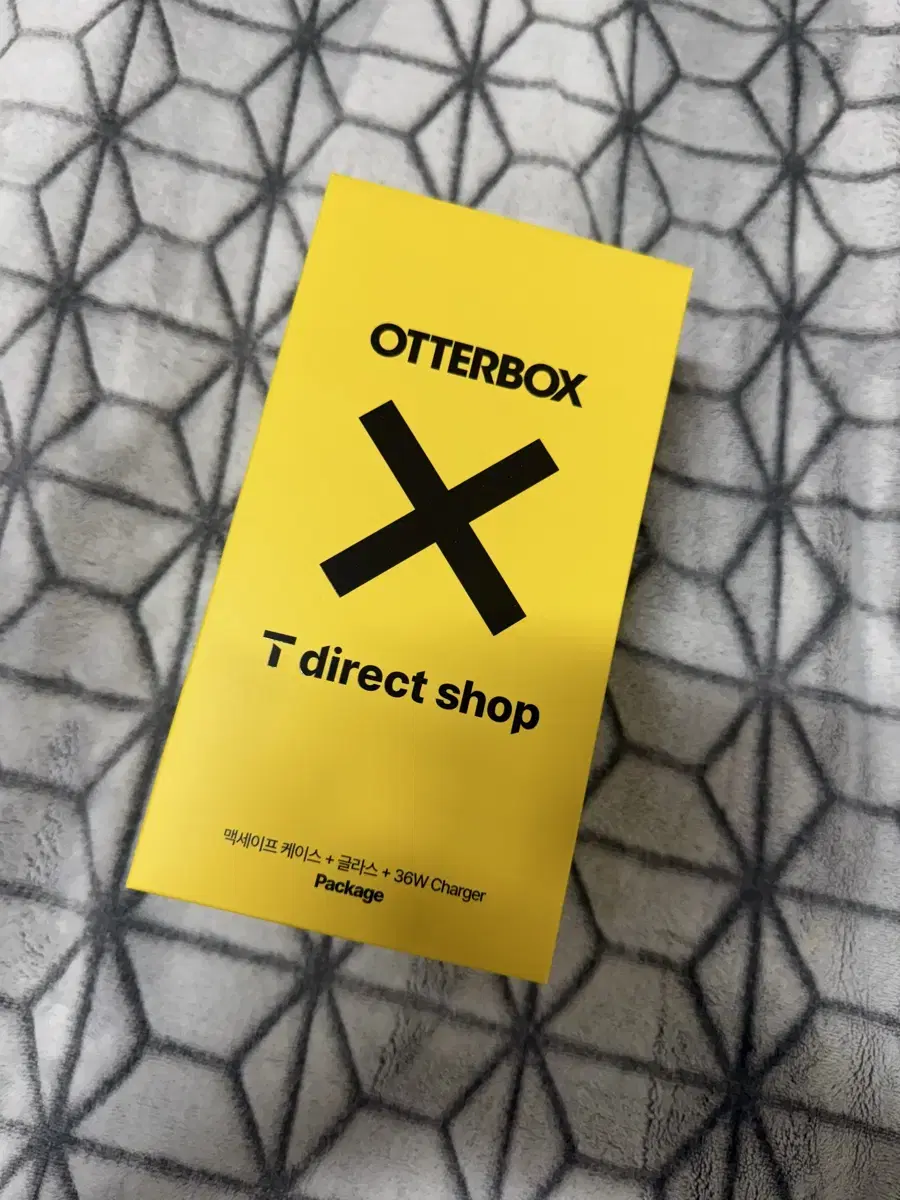 OTTERBOX
T direct shop
맥세이프 케이스 + 글라스 + 36W Charger
Package